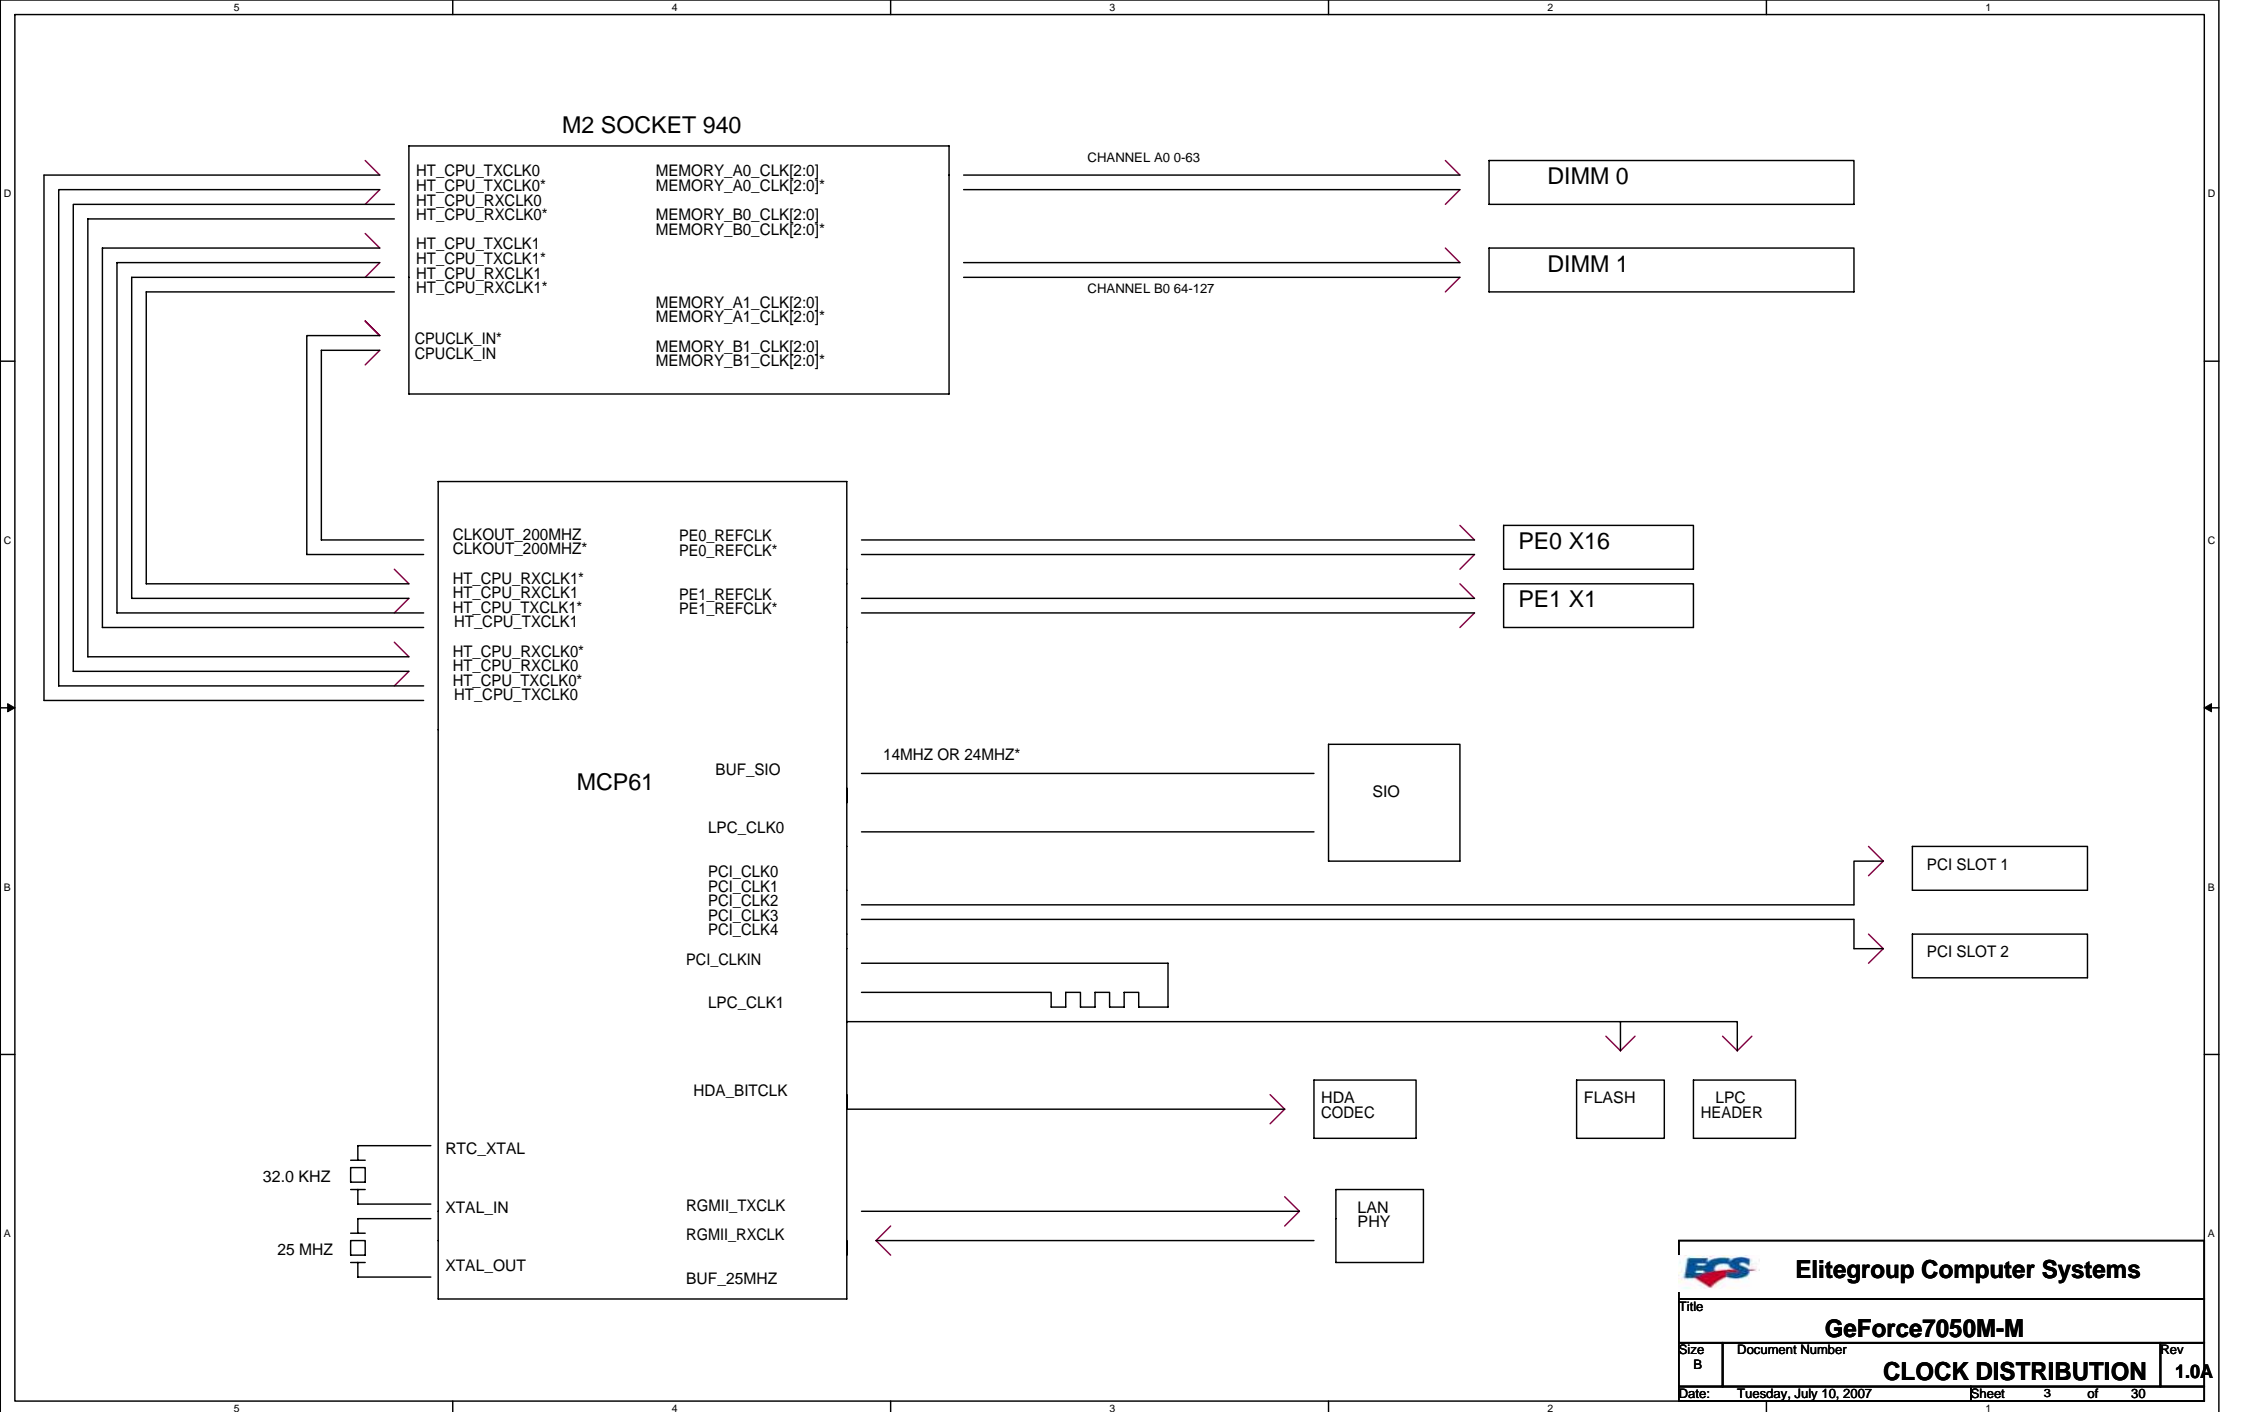 5 4 3 2 1
M2 SOCKET 940
HT_CPU_TXCLK0
HT_CPU_TXCLK0*
HT_CPU_RXCLK0
HT_CPU_RXCLK0*
HT_CPU_TXCLK1
HT_CPU_TXCLK1*
HT_CPU_RXCLK1
HT_CPU_RXCLK1*
CPUCLK_IN*
CPUCLK_IN
MEMORY_A0_CLK[2:0]
MEMORY_A0_CLK[2:0]*
MEMORY_B0_CLK[2:0]
MEMORY_B0_CLK[2:0]*
MEMORY_A1_CLK[2:0]
MEMORY_A1_CLK[2:0]*
MEMORY_B1_CLK[2:0]
MEMORY_B1_CLK[2:0]*
CHANNEL A0 0-63
DIMM 0
DIMM 1
CHANNEL B0 64-127
D D
CLKOUT_200MHZ
CLKOUT_200MHZ*
HT_CPU_RXCLK1*
HT_CPU_RXCLK1
HT_CPU_TXCLK1*
HT_CPU_TXCLK1
HT_CPU_RXCLK0*
HT_CPU_RXCLK0
HT_CPU_TXCLK0*
HT_CPU_TXCLK0
PE0_REFCLK
PE0_REFCLK*
PE1_REFCLK
PE1_REFCLK*
PE0 X16
PE1 X1
C C
MCP61
BUF_SIO
14MHZ OR 24MHZ*
SIO
LPC_CLK0
PCI_CLK0
PCI_CLK1
PCI_CLK2
PCI_CLK3
PCI_CLK4
PCI_CLKIN
LPC_CLK1
PCI SLOT 1
PCI SLOT 2
B B
HDA_BITCLK
HDA
CODEC
FLASH
LPC
HEADER
RTC_XTAL
32.0 KHZ
XTAL_IN
25 MHZ
XTAL_OUT
RGMII_TXCLK
RGMII_RXCLK
BUF_25MHZ
LAN
PHY
A A
ECS Elitegroup Computer Systems
Title
GeForce7050M-M
Size Document Number Rev
B CLOCK DISTRIBUTION 1.0A
Date: Tuesday, July 10, 2007 Sheet 3 of 30
5 4 3 2 1